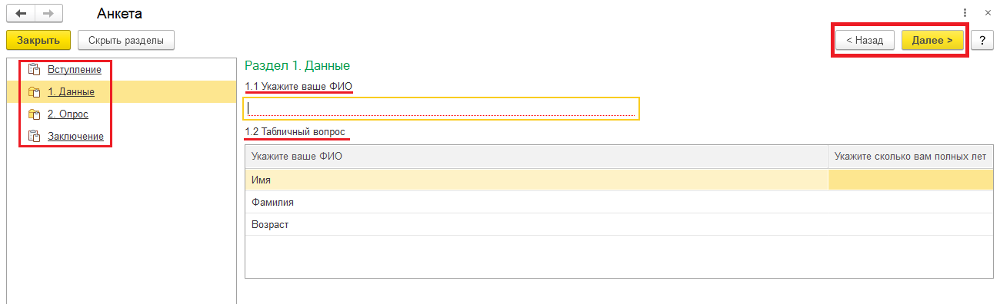 Анкета
Закрыть Скрыть разделы < Назад Далее > ?
Вступление
1. Данные
2. Опрос
Заключение
Раздел 1. Данные
1.1 Укажите ваше ФИО
1.2 Табличный вопрос
Укажите ваше ФИО Укажите сколько вам полных лет
Имя
Фамилия
Возраст